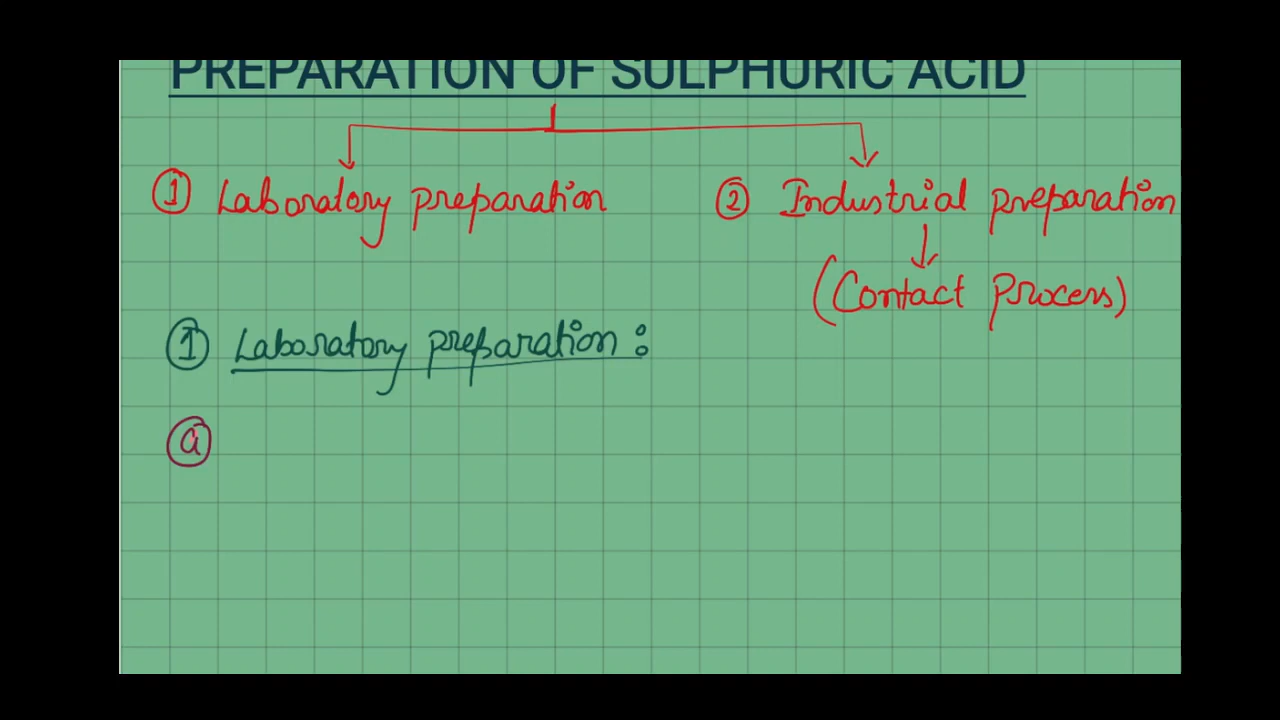 PREPARATION OF SULPHURIC ACID
① Laboratory preparation
② Industrial preparation
(Contact Process)
① Laboratory preparation :
ⓐ